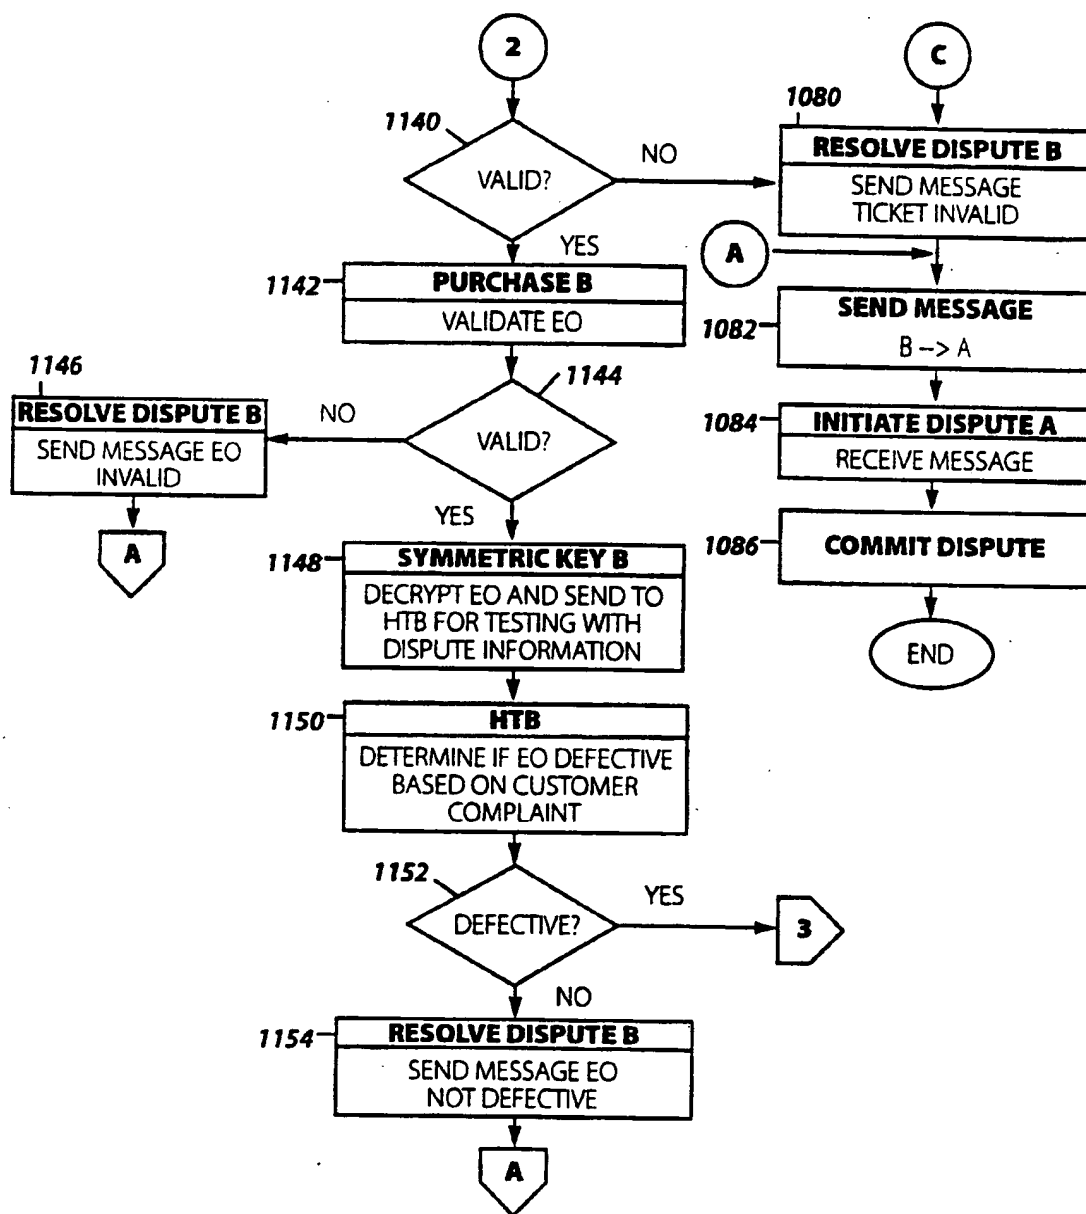 2
C
1140
VALID?
NO
1080
RESOLVE DISPUTE B
SEND MESSAGE
TICKET INVALID
YES
A
1142
PURCHASE B
VALIDATE EO
1082
SEND MESSAGE
B --> A
1146
RESOLVE DISPUTE B
SEND MESSAGE EO
INVALID
A
NO
1144
VALID?
YES
1084
INITIATE DISPUTE A
RECEIVE MESSAGE
1086
COMMIT DISPUTE
END
1148
SYMMETRIC KEY B
DECRYPT EO AND SEND TO
HTB FOR TESTING WITH
DISPUTE INFORMATION
1150
HTB
DETERMINE IF EO DEFECTIVE
BASED ON CUSTOMER
COMPLAINT
1152
DEFECTIVE?
YES
3
NO
1154
RESOLVE DISPUTE B
SEND MESSAGE EO
NOT DEFECTIVE
A